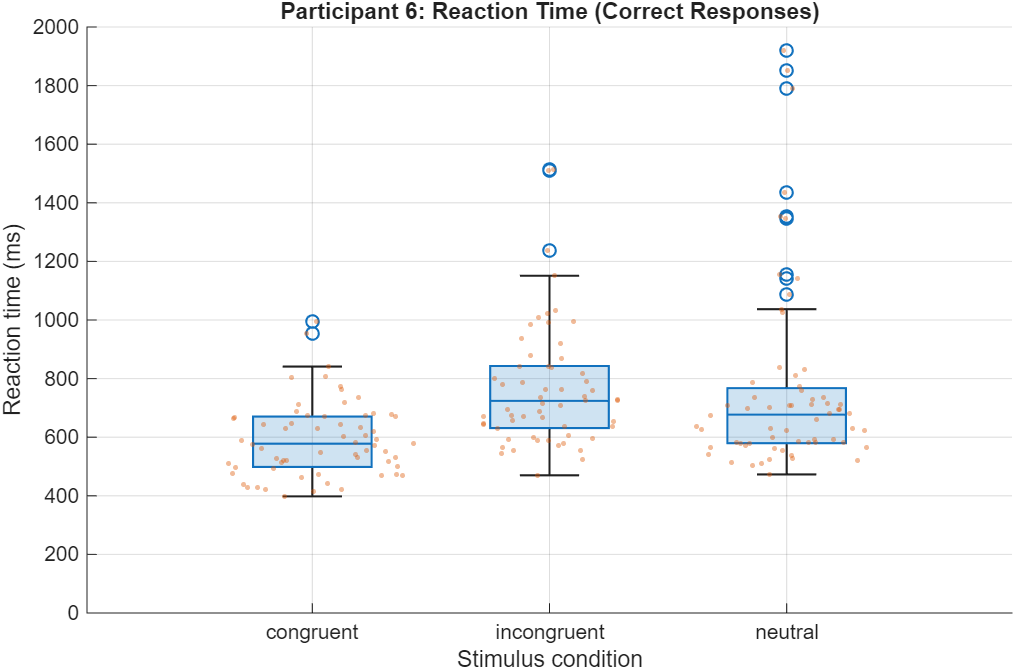 Participant 6: Reaction Time (Correct Responses)
Reaction time (ms)
2000
1800
1600
1400
1200
1000
800
600
400
200
0
congruent incongruent neutral
Stimulus condition